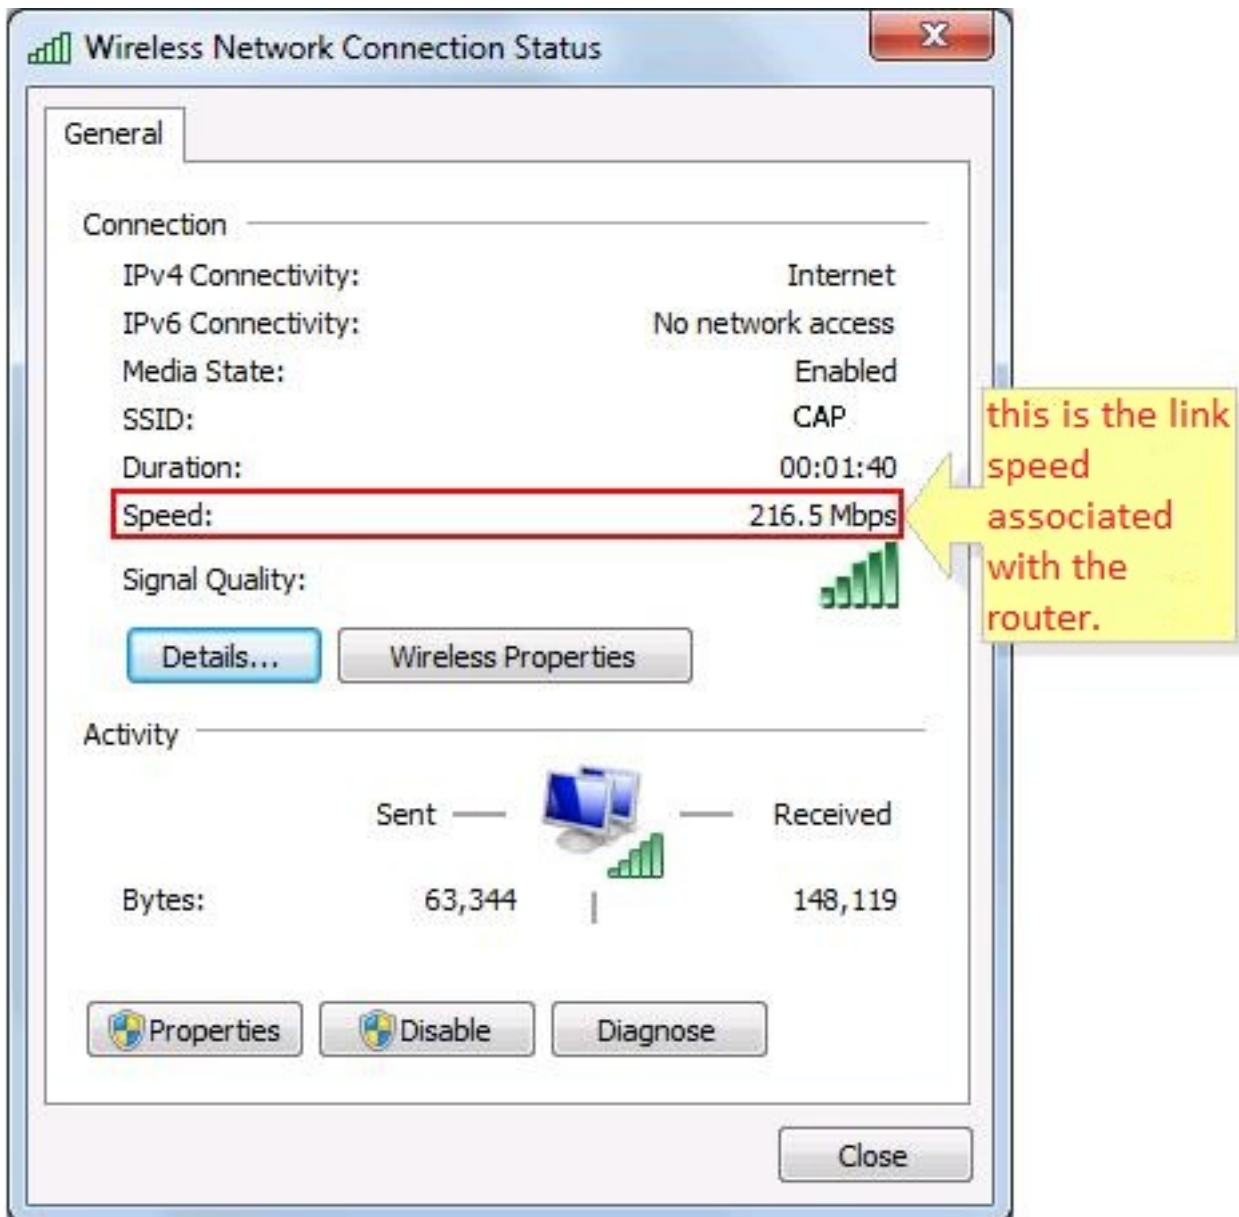 Wireless Network Connection Status
x
General
Connection
IPv4 Connectivity: Internet
IPv6 Connectivity: No network access
Media State: Enabled
SSID: CAP
Duration: 00:01:40
Speed: 216.5 Mbps
Signal Quality:
this is the link
speed
associated
with the
router.
Details... Wireless Properties
Activity
Sent Received
Bytes: 63,344 148,119
Properties Disable Diagnose
Close